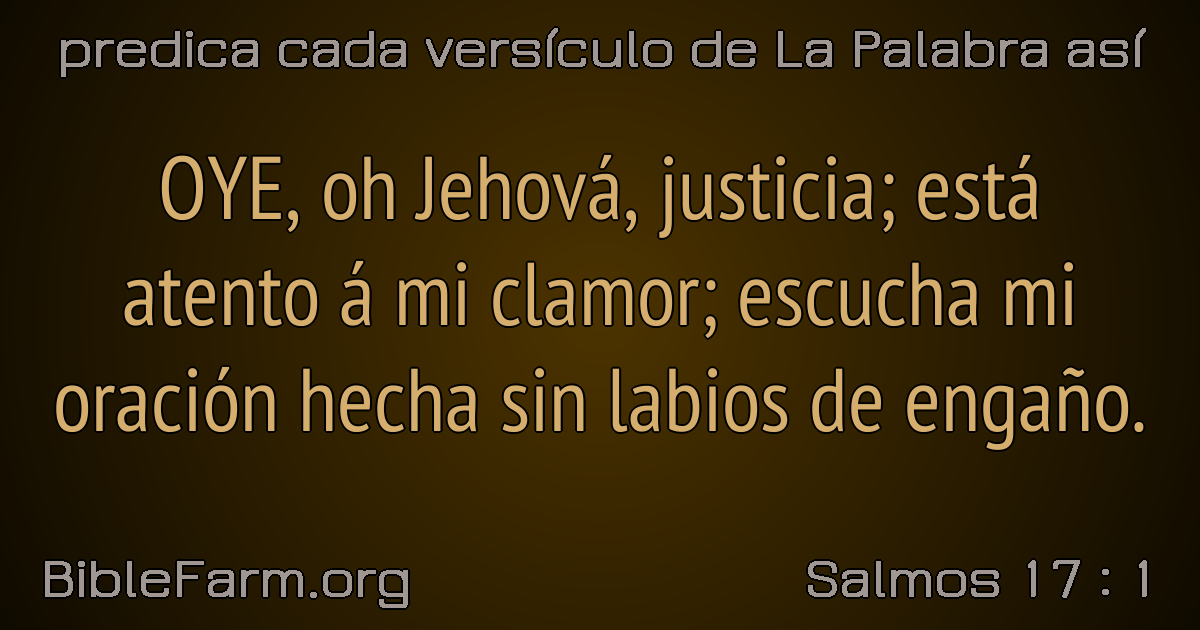 predica cada versículo de La Palabra así
OYE, oh Jehová, justicia; está
atento á mi clamor; escucha mi
oración hecha sin labios de engaño.
BibleFarm.org
Salmos 17 : 1